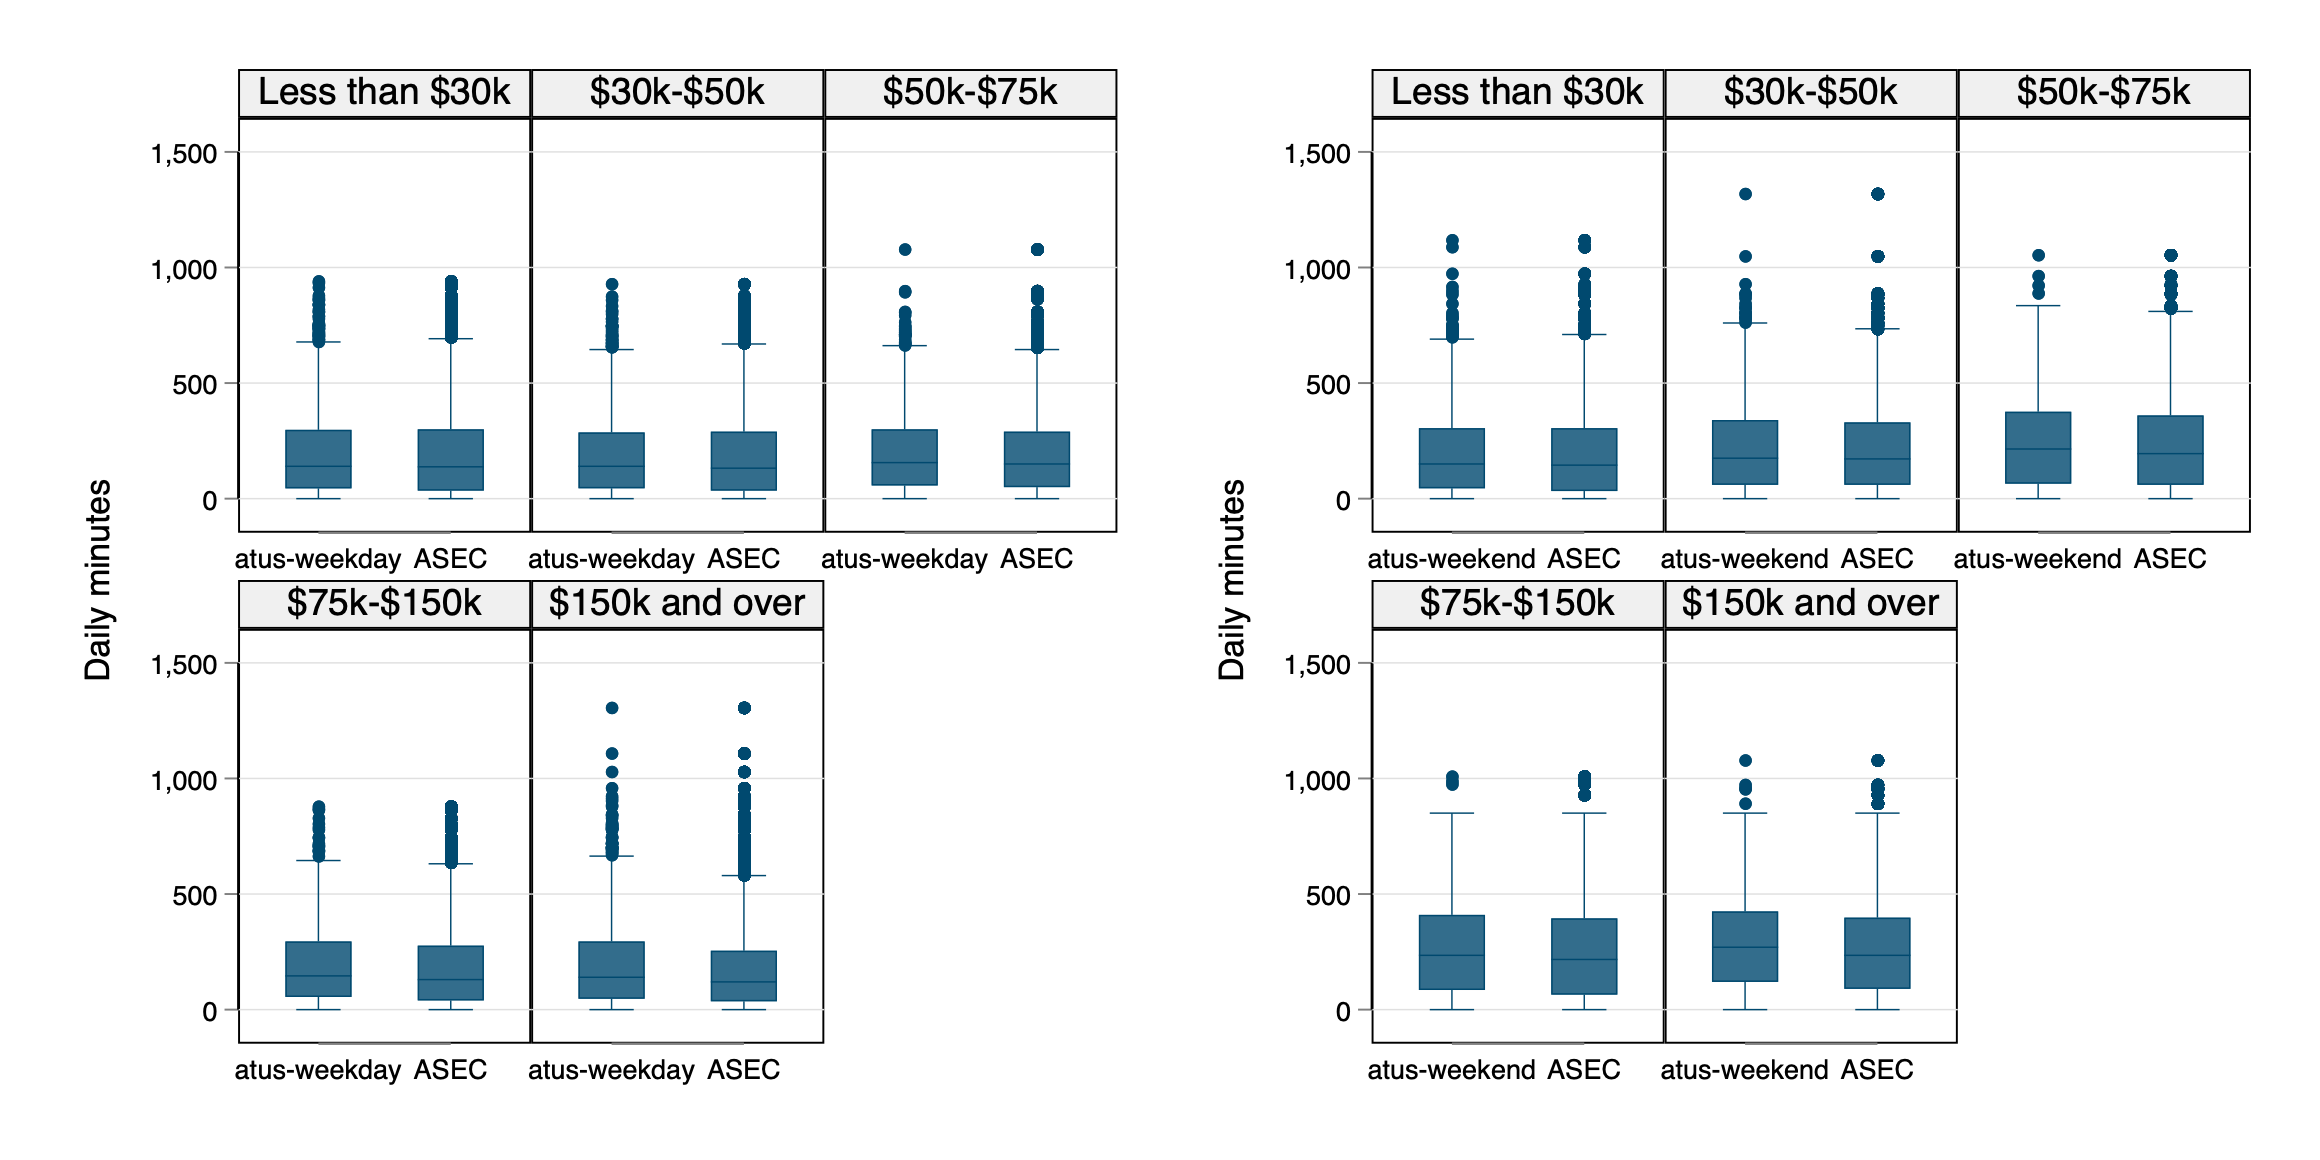 Less than $30k $30k-$50k $50k-$75k
1,500
1,000
500
0
atus-weekday ASEC atus-weekday ASEC atus-weekday ASEC
Daily minutes
$75k-$150k $150k and over
1,500
1,000
500
0
atus-weekday ASEC atus-weekday ASEC
Less than $30k $30k-$50k $50k-$75k
1,500
1,000
500
0
atus-weekend ASEC atus-weekend ASEC atus-weekend ASEC
Daily minutes
$75k-$150k $150k and over
1,500
1,000
500
0
atus-weekend ASEC atus-weekend ASEC